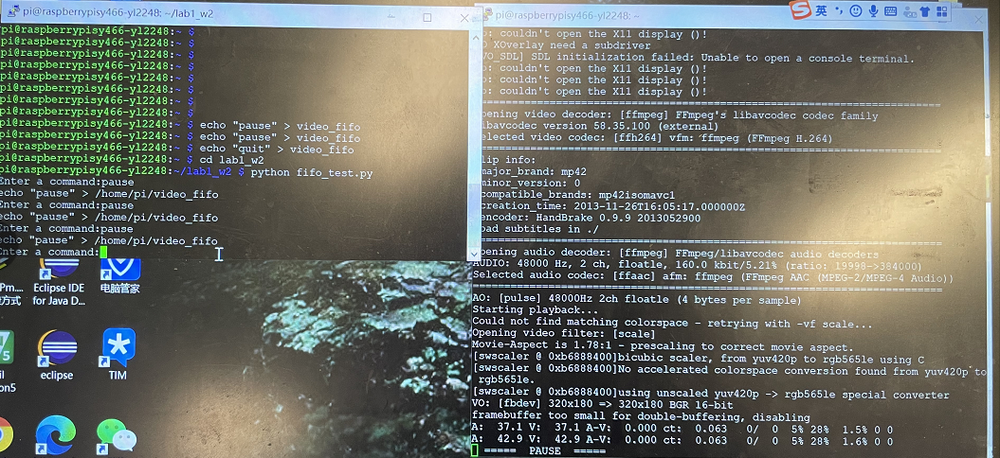 pi@raspberrypisy466-yl2248: ~/lab1_w2
pi@raspberrypisy466-yl2248:~ $
pi@raspberrypisy466-yl2248:~ $
pi@raspberrypisy466-yl2248:~ $
pi@raspberrypisy466-yl2248:~ $
pi@raspberrypisy466-yl2248:~ $
pi@raspberrypisy466-yl2248:~ $
pi@raspberrypisy466-yl2248:~ $
pi@raspberrypisy466-yl2248:~ $
pi@raspberrypisy466-yl2248:~ $ echo "pause" > video_fifo
pi@raspberrypisy466-yl2248:~ $ echo "pause" > video_fifo
pi@raspberrypisy466-yl2248:~ $ echo "quit" > video_fifo
pi@raspberrypisy466-yl2248:~ $ cd lab1_w2
pi@raspberrypisy466-yl2248:~/lab1_w2 $ python fifo_test.py
Enter a command:pause
echo "pause" > /home/pi/video_fifo
Enter a command:pause
echo "pause" > /home/pi/video_fifo
Enter a command:pause
echo "pause" > /home/pi/video_fifo
Enter a command:
Pm...
方式
Eclipse IDE
for Java D...
电脑管家
eclipse
TIM
pi@raspberrypisy466-yl2248: ~
英
o: couldn't open the X11 display ()!
O XOverlay need a subdriver
VO_SDL] SDL initialization failed: Unable to open a console terminal.
o: couldn't open the X11 display ()!
o: couldn't open the X11 display ()!
o: couldn't open the X11 display ()!
pening video decoder: [ffmpeg] FFmpeg's libavcodec codec family
ibavcodec version 58.35.100 (external)
elected video codec: [ffh264] vfm: ffmpeg (FFmpeg H.264)
lip info:
major_brand: mp42
minor_version: 0
compatible_brands: mp42isomavc1
creation_time: 2013-11-26T16:05:17.000000Z
encoder: HandBrake 0.9.9 2013052900
oad subtitles in ./
pening audio decoder: [ffmpeg] FFmpeg/libavcodec audio decoders
AUDIO: 48000 Hz, 2 ch, floatle, 160.0 kbit/5.21% (ratio: 19998->384000)
Selected audio codec: [ffaac] afm: ffmpeg (FFmpeg AAC (MPEG-2/MPEG-4 Audio))
AO: [pulse] 48000Hz 2ch floatle (4 bytes per sample)
Starting playback...
Could not find matching colorspace - retrying with -vf scale...
Opening video filter: [scale]
Movie-Aspect is 1.78:1 - prescaling to correct movie aspect.
[swscaler @ 0xb6888400]bicubic scaler, from yuv420p to rgb565le using C
[swscaler @ 0xb6888400]No accelerated colorspace conversion found from yuv420p to
rgb565le.
[swscaler @ 0xb6888400]using unscaled yuv420p -> rgb565le special converter
VO: [fbdev] 320x180 => 320x180 BGR 16-bit
framebuffer too small for double-buffering, disabling
A: 37.1 V: 37.1 A-V: 0.000 ct: 0.063 0/ 0 5% 28% 1.5% 0 0
A: 42.9 V: 42.9 A-V: 0.000 ct: 0.063 0/ 0 5% 28% 1.6% 0 0
===== PAUSE =====